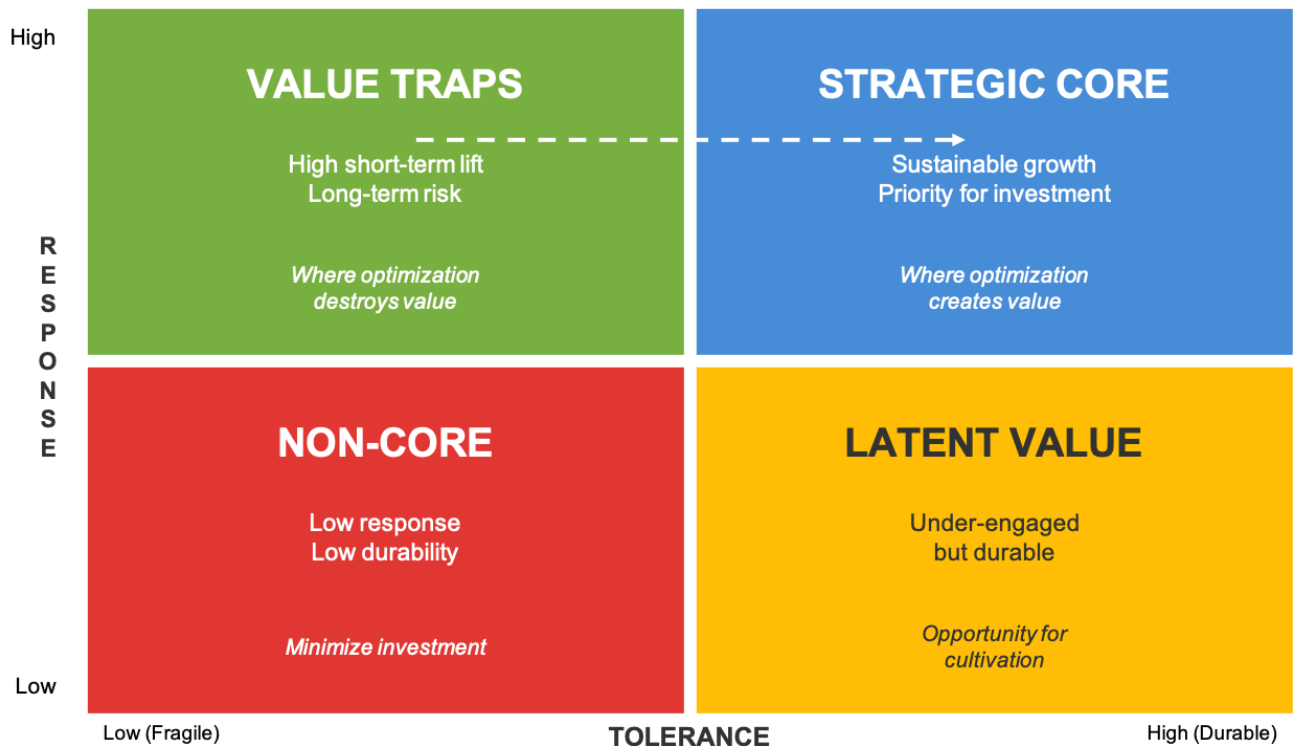 High
VALUE TRAPS
High short-term lift
Long-term risk
Where optimization
destroys value
STRATEGIC CORE
Sustainable growth
Priority for investment
Where optimization
creates value
RESPONSE
NON-CORE
Low response
Low durability
Minimize investment
LATENT VALUE
Under-engaged
but durable
Opportunity for
cultivation
Low
Low (Fragile)
TOLERANCE
High (Durable)